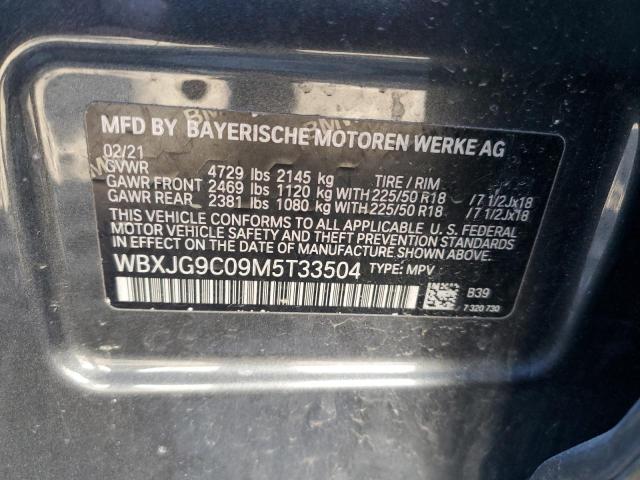 MFD BY BAYERISCHE MOTOREN WERKE AG
02/21
GVWR 4729 lbs 2145 kg TIRE / RIM
GAWR FRONT 2469 lbs 1120 kg WITH 225/50 R18 /7 1/2Jx18
GAWR REAR 2381 lbs 1080 kg WITH 225/50 R18 /7 1/2Jx18
THIS VEHICLE CONFORMS TO ALL APPLICABLE U. S. FEDERAL
MOTOR VEHICLE SAFETY AND THEFT PREVENTION STANDARDS
IN EFFECT ON THE DATE OF MANUFACTURE SHOWN ABOVE.
WBXJG9C09M5T33504 TYPE: MPV
B39
7 320 730